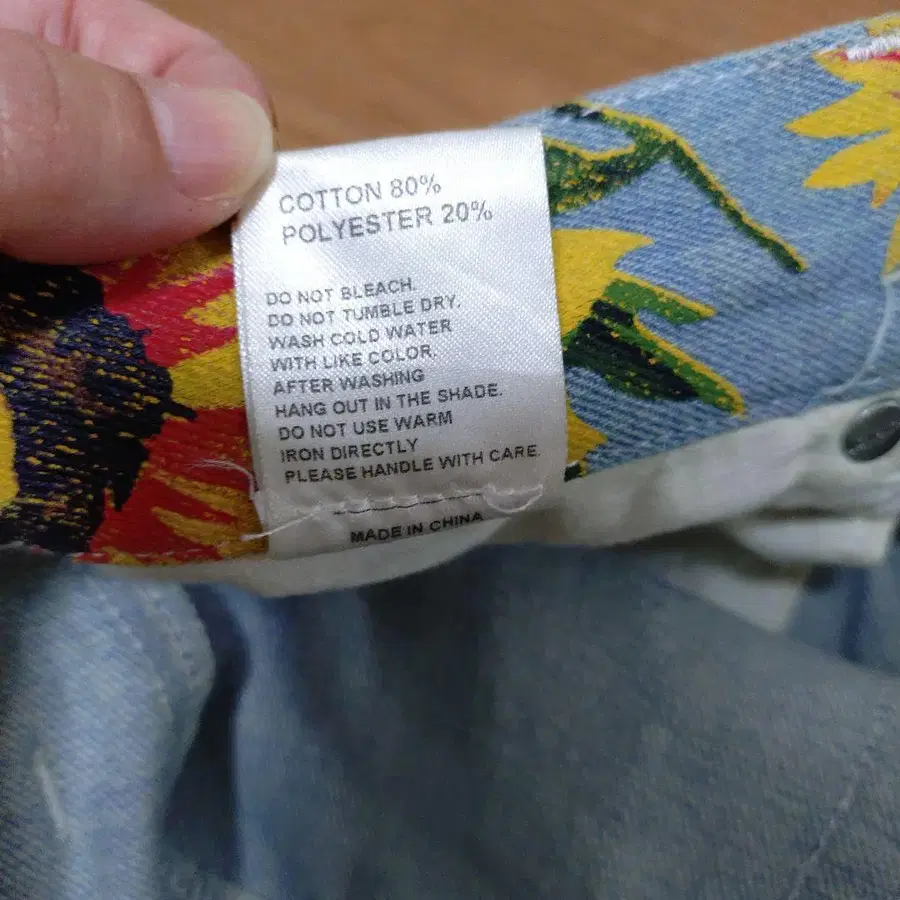 COTTON 80%
POLYESTER 20%
DO NOT BLEACH.
DO NOT TUMBLE DRY.
WASH COLD WATER
WITH LIKE COLOR.
AFTER WASHING
HANG OUT IN THE SHADE.
DO NOT USE WARM
IRON DIRECTLY
PLEASE HANDLE WITH CARE.
MADE IN CHINA